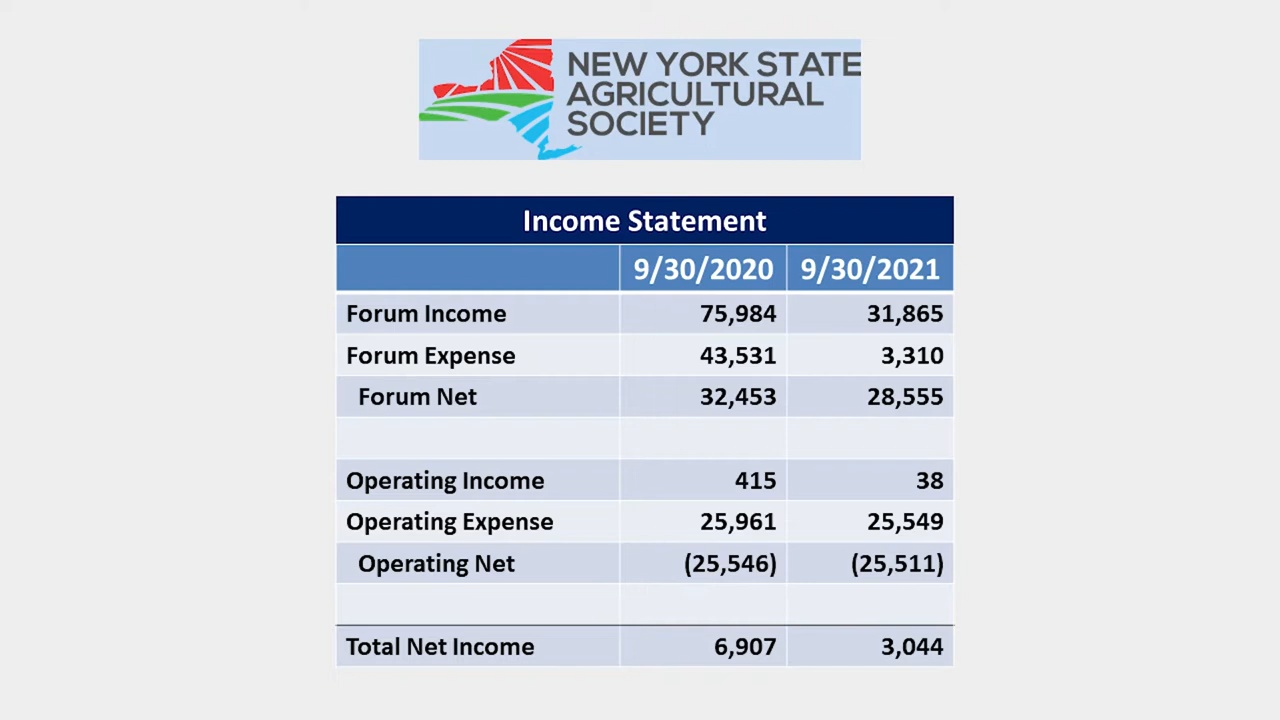 NEW YORK STATE
AGRICULTURAL
SOCIETY
Income Statement
9/30/2020 9/30/2021
Forum Income 75,984 31,865
Forum Expense 43,531 3,310
Forum Net 32,453 28,555
Operating Income 415 38
Operating Expense 25,961 25,549
Operating Net (25,546) (25,511)
Total Net Income 6,907 3,044